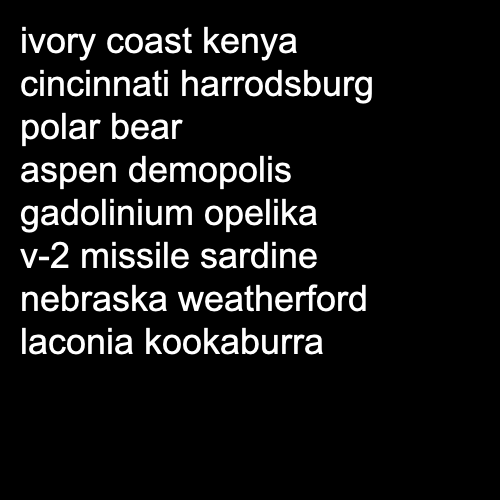 ivory coast kenya
cincinnati harrodsburg
polar bear
aspen demopolis
gadolinium opelika
v-2 missile sardine
nebraska weatherford
laconia kookaburra